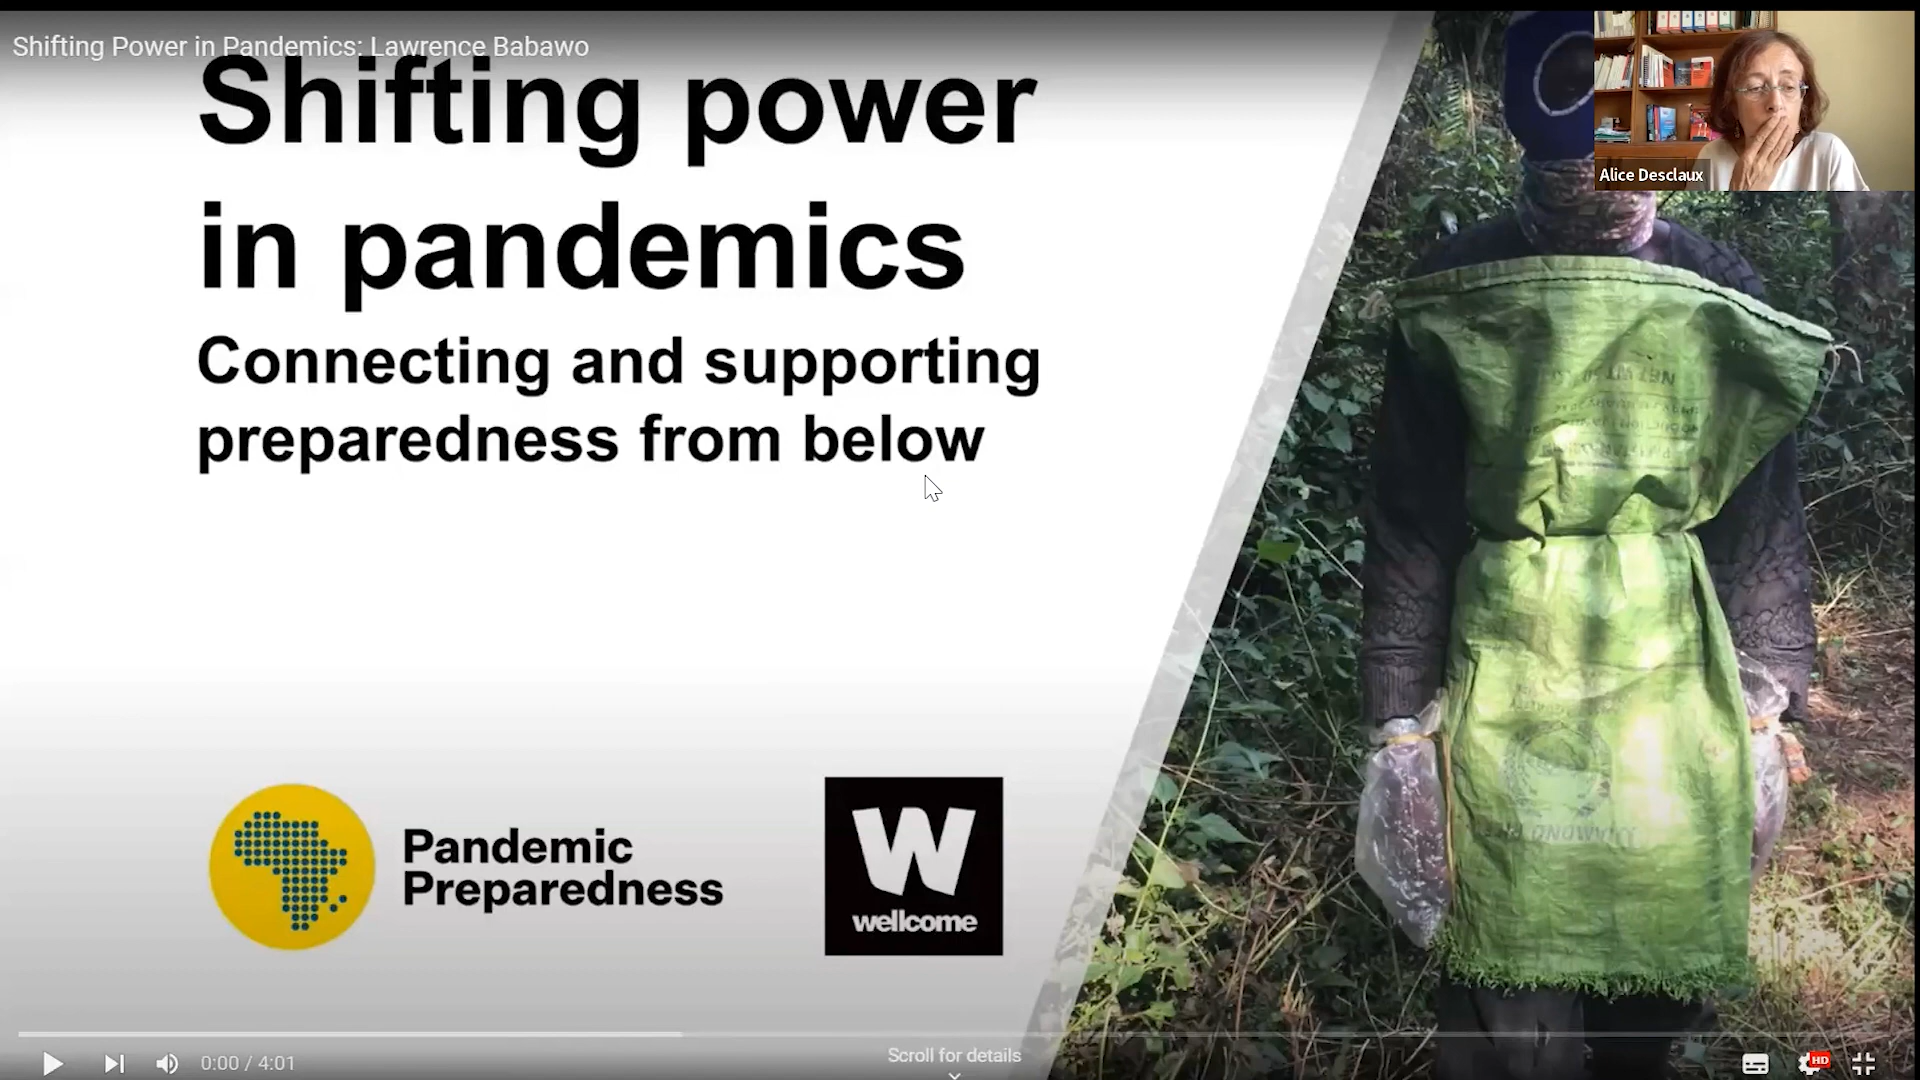 Shifting Power in Pandemics: Lawrence Babawo
Alice Desclaux
Shifting power
in pandemics
Connecting and supporting
preparedness from below
Pandemic
Preparedness
W
wellcome
0:00 / 4:01
Scroll for details
HD